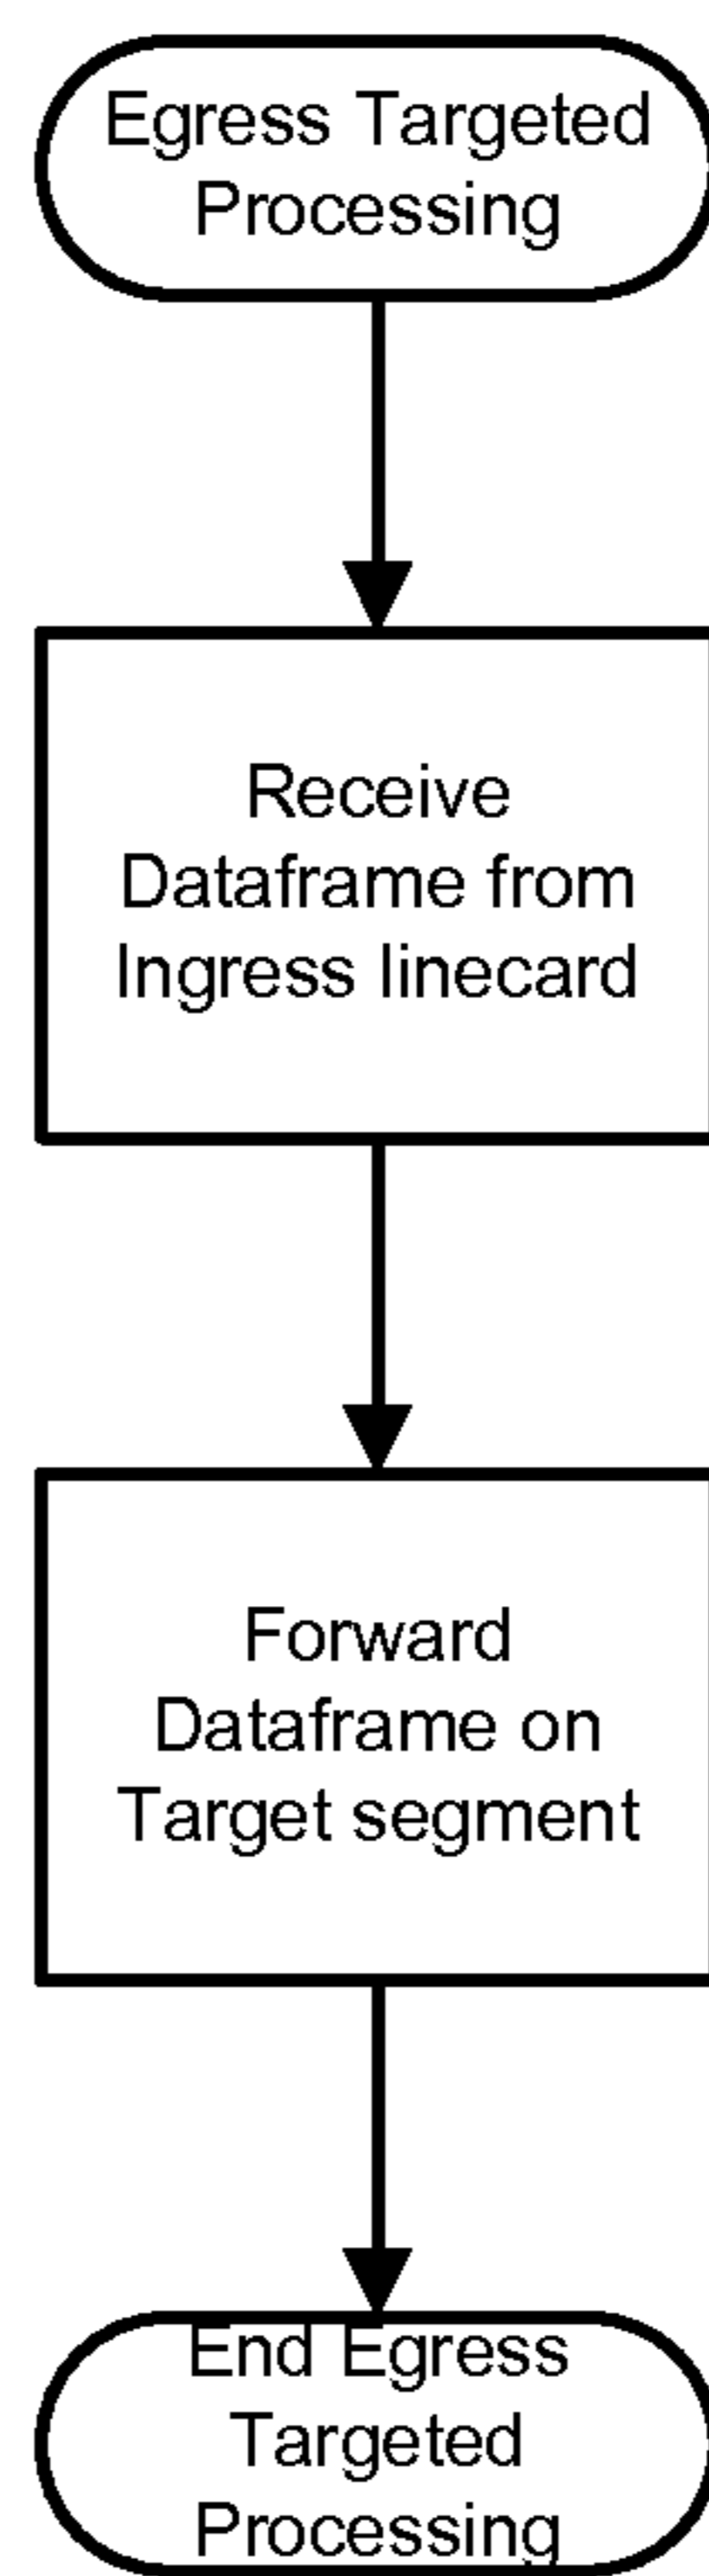 Egress Targeted
Processing
Receive
Dataframe from
Ingress linecard
Forward
Dataframe on
Target segment
End Egress
Targeted
Processing